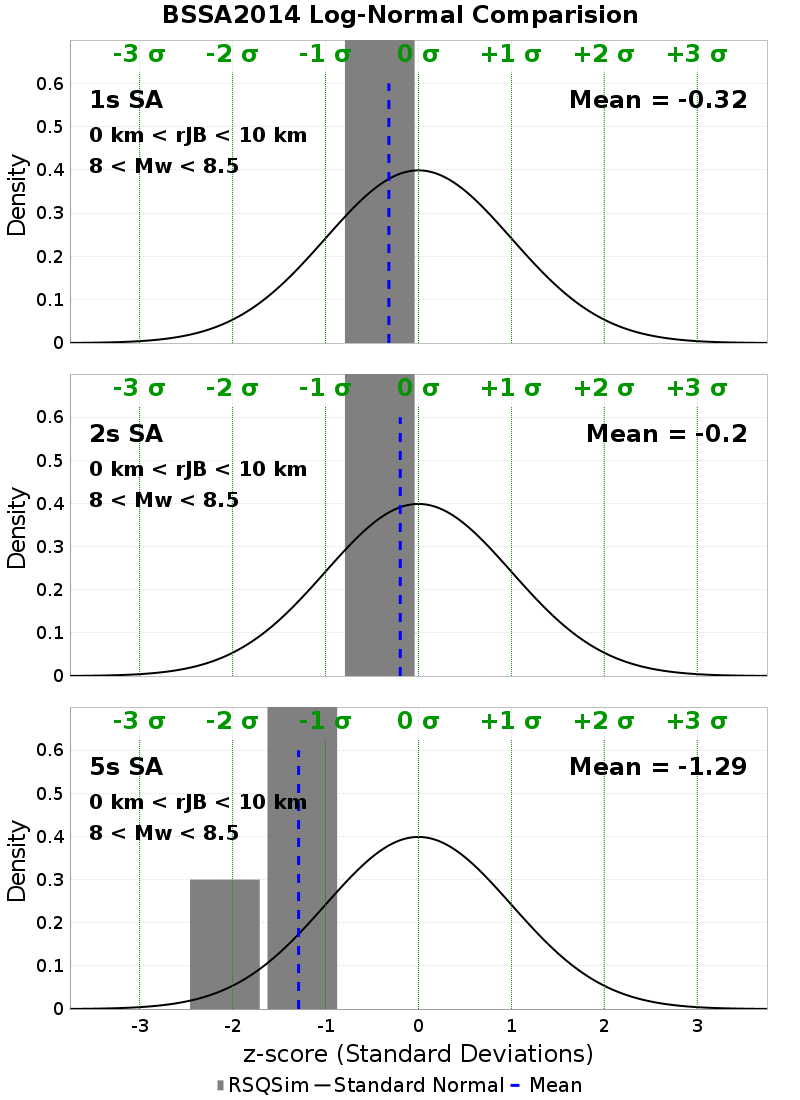 BSSA2014 Log-Normal Comparision
-3 σ -2 σ -1 σ 0 σ +1 σ +2 σ +3 σ
1s SA
Mean = -0.32
0 km < rJB < 10 km
8 < Mw < 8.5
Density
0.6
0.5
0.4
0.3
0.2
0.1
0
-3 σ -2 σ -1 σ 0 σ +1 σ +2 σ +3 σ
2s SA
Mean = -0.2
0 km < rJB < 10 km
8 < Mw < 8.5
Density
0.6
0.5
0.4
0.3
0.2
0.1
0
-3 σ -2 σ -1 σ 0 σ +1 σ +2 σ +3 σ
5s SA
Mean = -1.29
0 km < rJB < 10 km
8 < Mw < 8.5
Density
0.6
0.5
0.4
0.3
0.2
0.1
0
-3 -2 -1 0 1 2 3
z-score (Standard Deviations)
RSQSim Standard Normal Mean